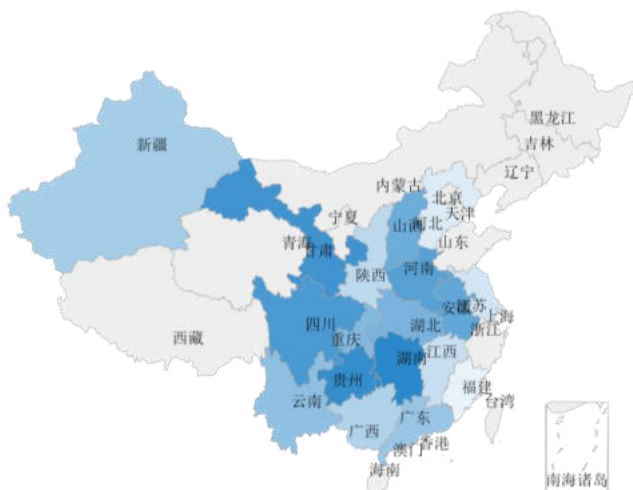 黑龙江
吉林
辽宁
新疆
内蒙古
北京
天津
宁夏
山西
河北
山东
青海
甘肃
陕西
河南
西藏
四川
重庆
湖北
安徽
江苏
上海
浙江
湖南
江西
贵州
云南
福建
台湾
广西
广东
香港
澳门
海南
南海诸岛